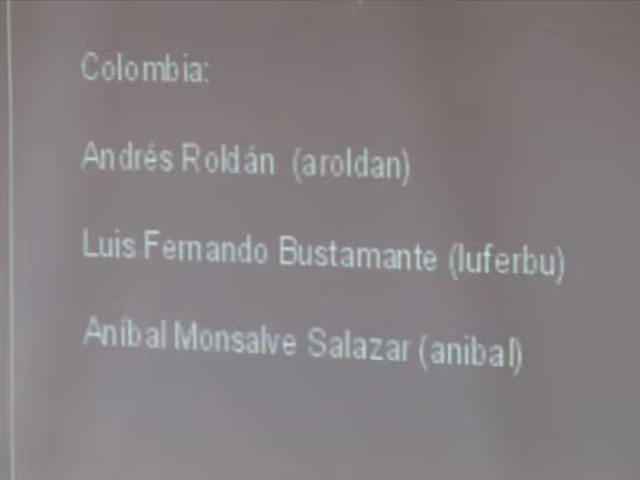 Colombia:
Andrés Roldán (aroldan)
Luis Fernando Bustamante (luferbu)
Aníbal Monsalve Salazar (anibal)